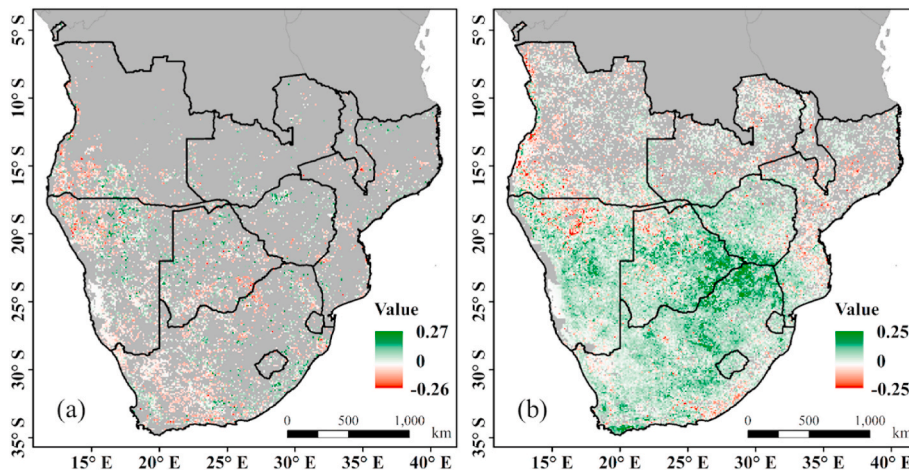 5° S
10° S
15° S
20° S
25° S
30° S
35° S
Value
0.27
0
-0.26
(a)
0 500 1,000
km
15° E 20° E 25° E 30° E 35° E 40° E
5° S
10° S
15° S
20° S
25° S
30° S
35° S
Value
0.25
0
-0.25
(b)
0 500 1,000
km
15° E 20° E 25° E 30° E 35° E 40° E